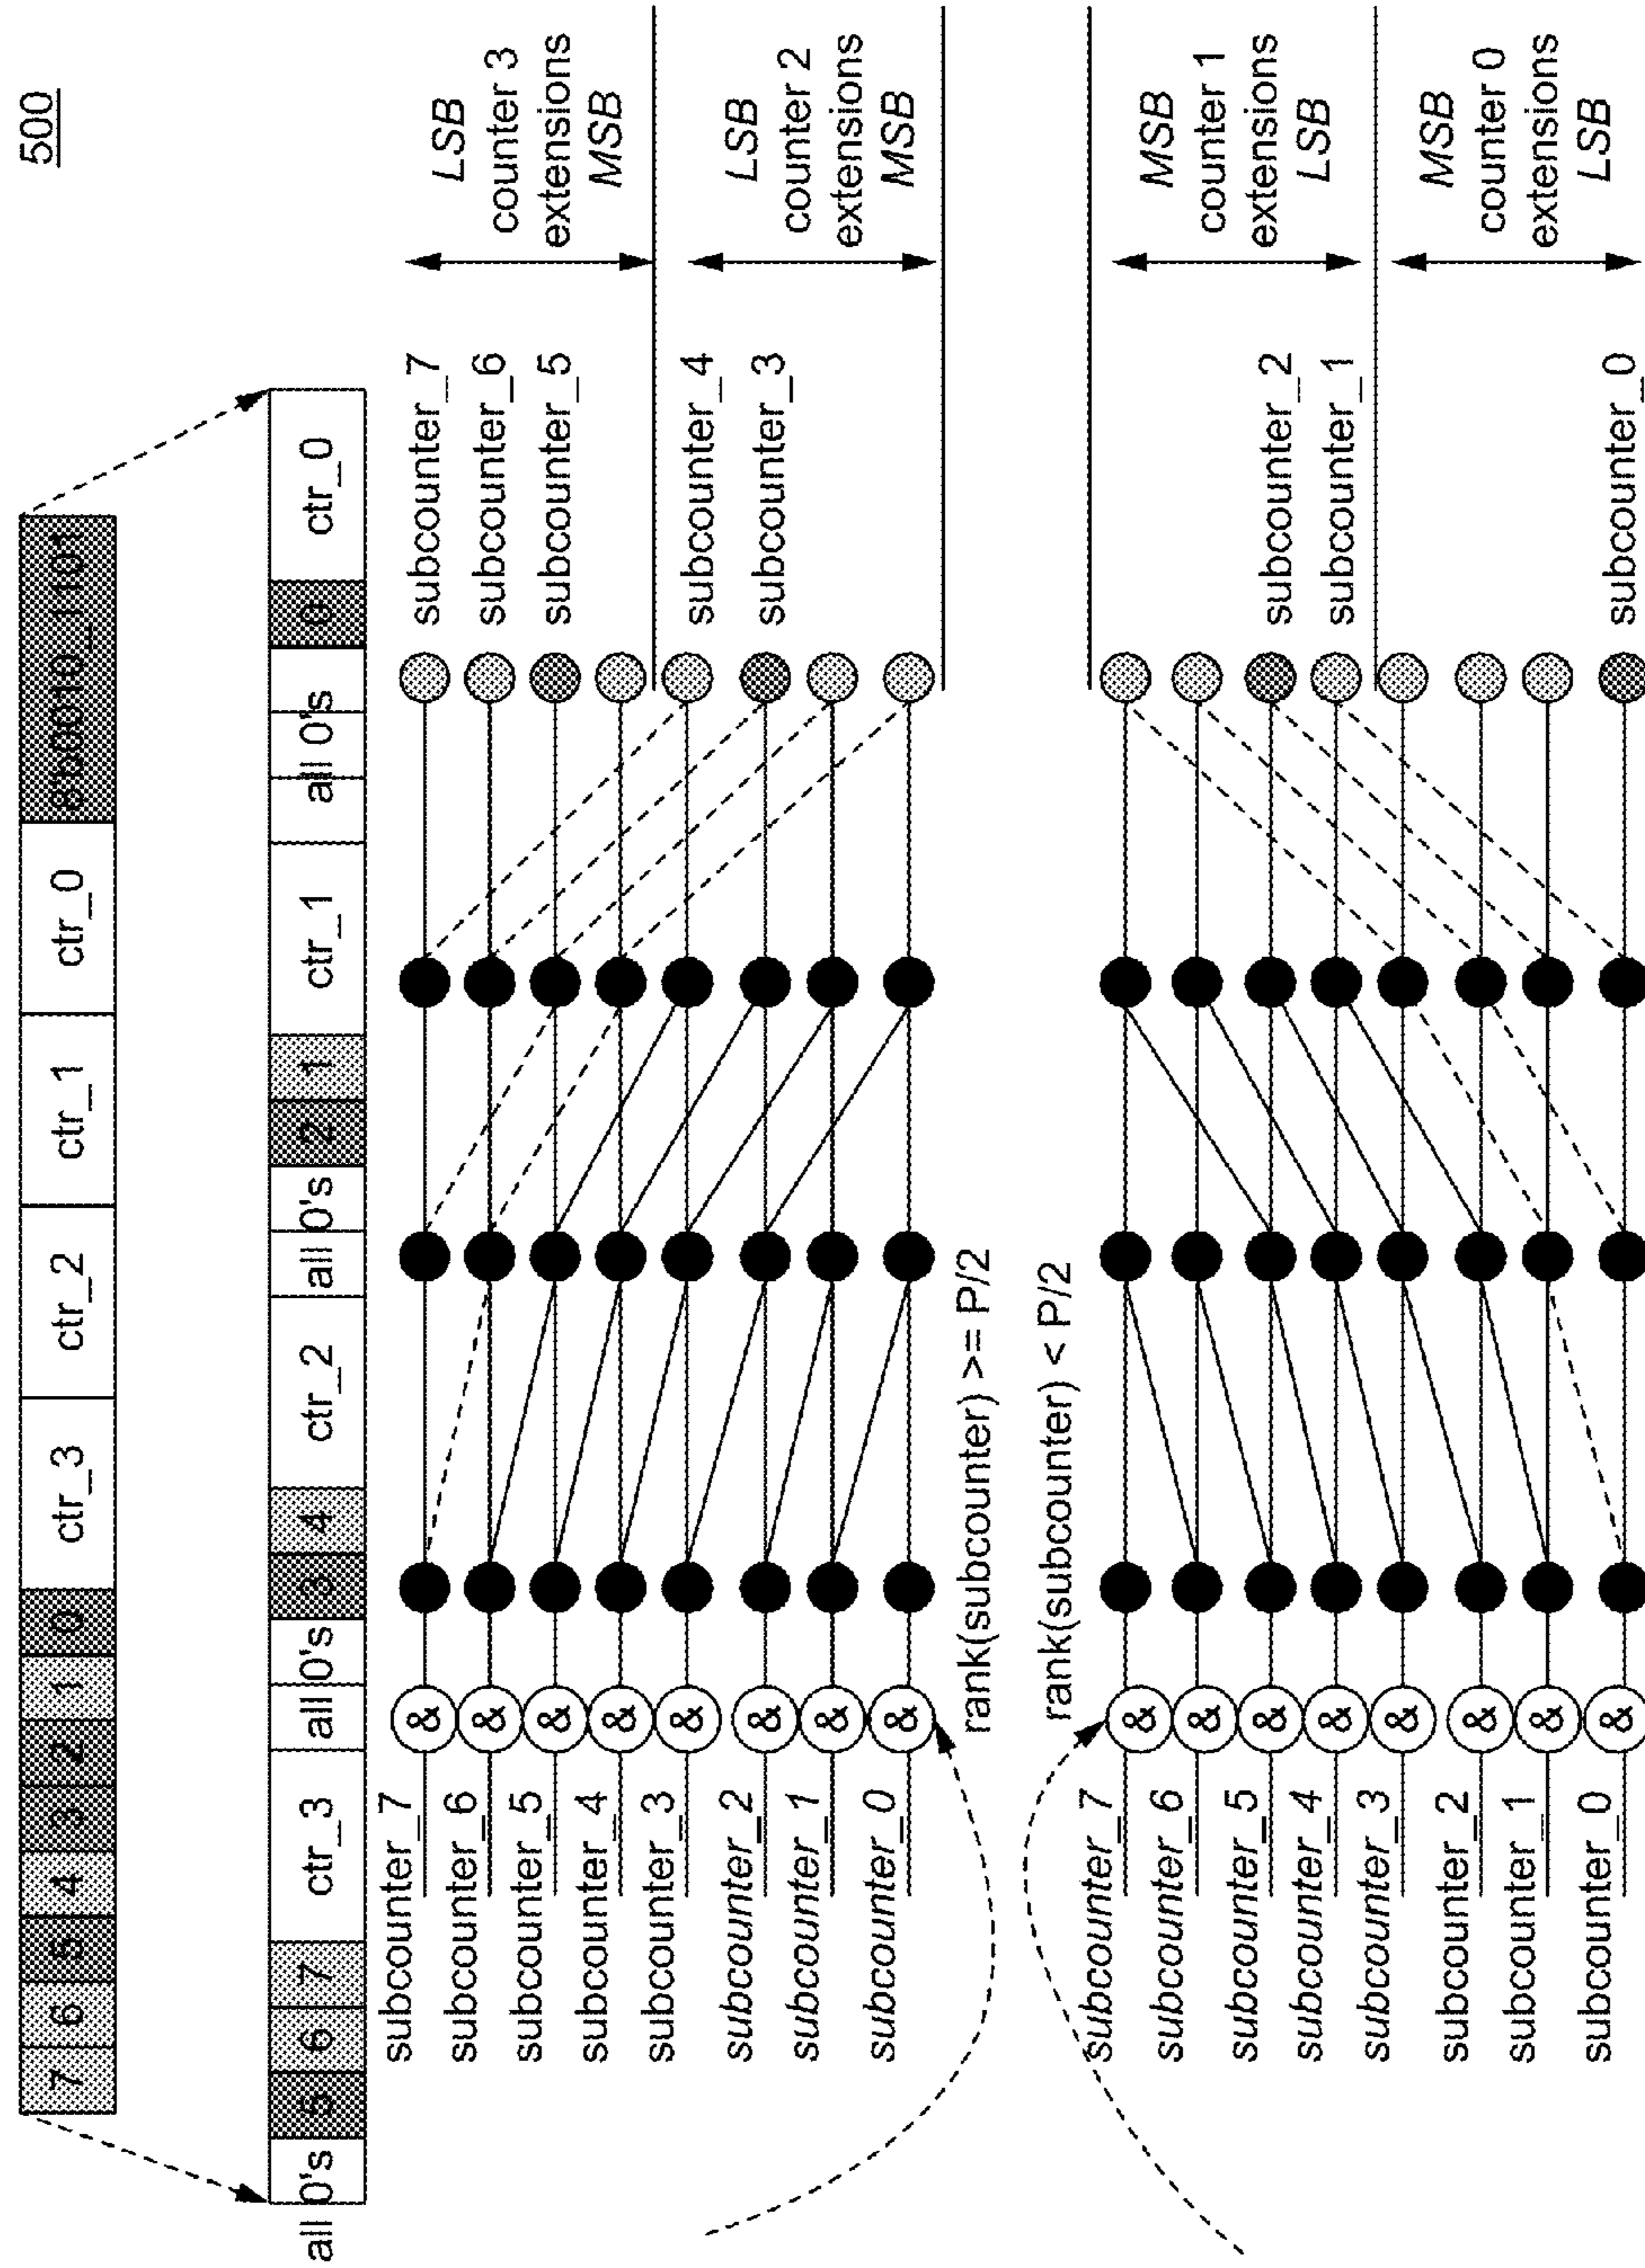 500
7 6 5 4 3 2 1 0 ctr_3 ctr_2 ctr_1 ctr_0 8'b0010_1101
all 0's 5 6 7 ctr_3 all 0's 3 4 ctr_2 all 0's 2 1 ctr_1 all 0's 0 ctr_0
subcounter_7 & subcounter_7
subcounter_6 & subcounter_6
subcounter_5 & subcounter_5
subcounter_4 &
subcounter_3 & subcounter_4
subcounter_2 & subcounter_3
subcounter_1 &
subcounter_0 &
LSB
counter 3
extensions
MSB
LSB
counter 2
extensions
MSB
rank(subcounter) >= P/2
rank(subcounter) < P/2
subcounter_7 &
subcounter_6 &
subcounter_5 & subcounter_2
subcounter_4 & subcounter_1
subcounter_3 &
subcounter_2 &
subcounter_1 &
subcounter_0 & subcounter_0
MSB
counter 1
extensions
LSB
MSB
counter 0
extensions
LSB